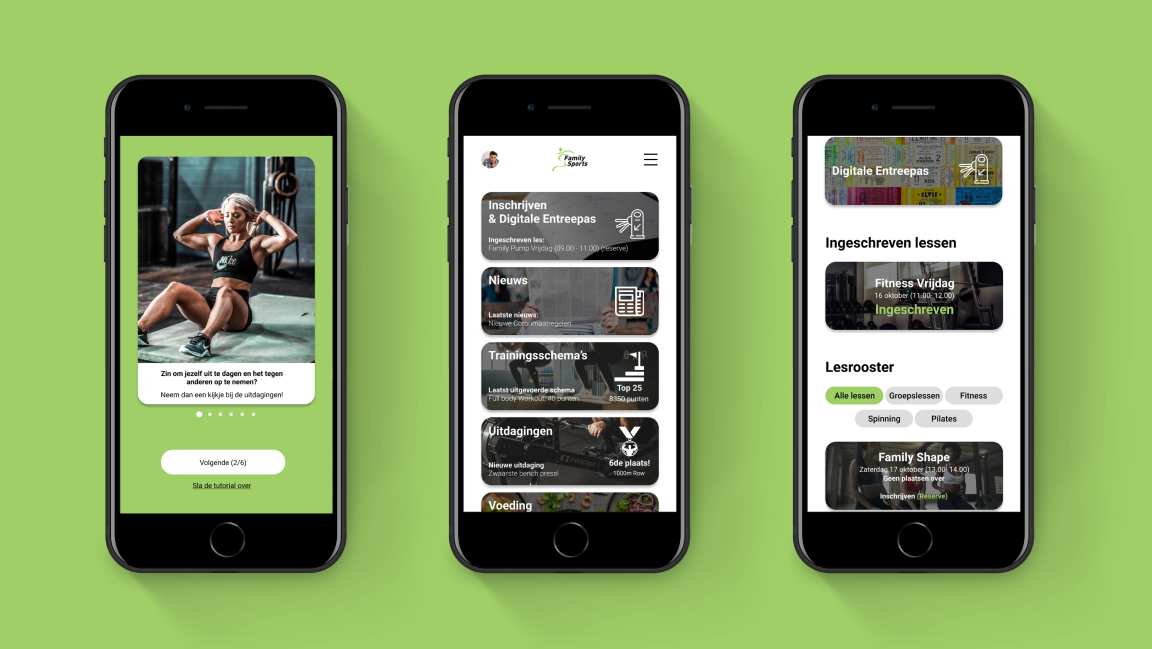 Zin om jezelf uit te dagen en het tegen
anderen op te nemen?
Neem dan een kijkje bij de uitdagingen!
Volgende (2/6)
Sla de tutorial over
Family
Sports
Inschrijven
& Digitale Entreepas
Ingeschreven les:
Family Pump Vrijdag (09.00 - 11.00) (reserve)
Nieuws
Laatste nieuws:
Nieuwe Coronmaatregelen
Trainingsschema's
Laatst uitgevoerde schema
Full body Workout: 40 punten
Top 25
8350 punten
Uitdagingen
Nieuwe uitdaging
Zwaarste bench press!
6de plaats!
1000m Row
Voeding
Digitale Entreepas
ELVIS
KISS
Ingeschreven lessen
Fitness Vrijdag
16 oktober (11.00- 12.00)
Ingeschreven
Lesrooster
Alle lessen
Groepslessen
Fitness
Spinning
Pilates
Family Shape
Zaterdag 17 oktober (13.00- 14.00)
Geen plaatsen over
Inschrijven (Reserve)